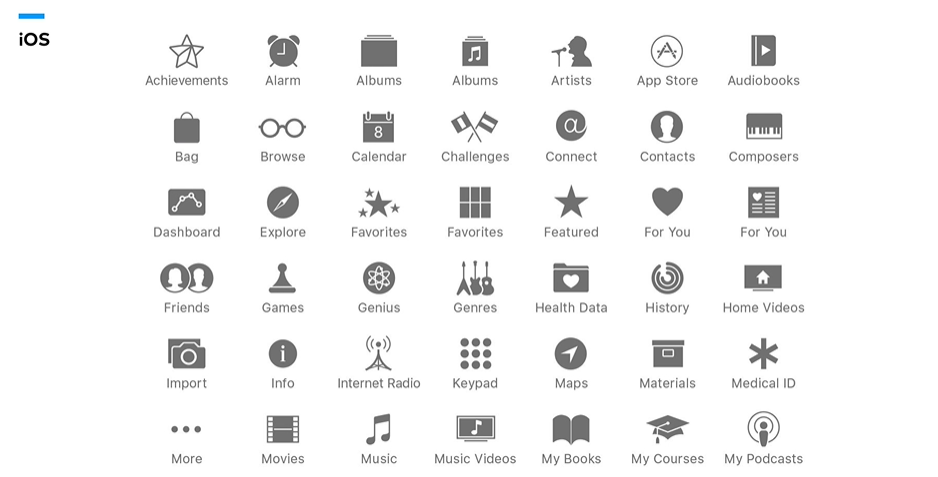 iOS
Achievements Alarm Albums Albums Artists App Store Audiobooks
8
Bag Browse Calendar Challenges Connect Contacts Composers
Dashboard Explore Favorites Favorites Featured For You For You
Friends Games Genius Genres Health Data History Home Videos
Import Info Internet Radio Keypad Maps Materials Medical ID
More Movies Music Music Videos My Books My Courses My Podcasts